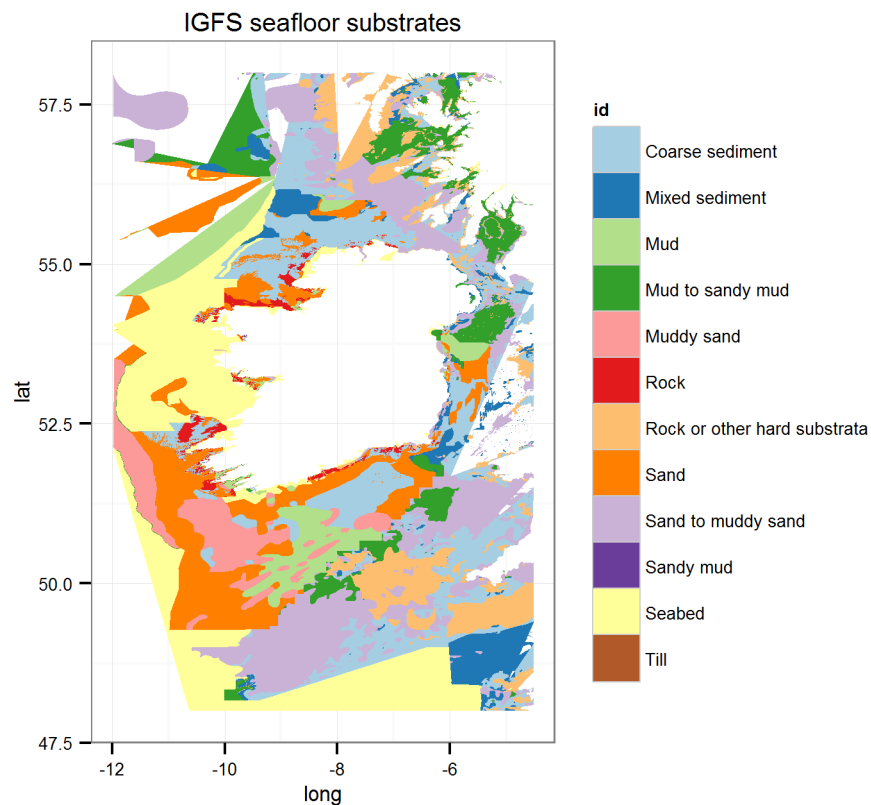 IGFS seafloor substrates
57.5
55.0
52.5
50.0
47.5
lat
-12
-10
-8
-6
long
id
Coarse sediment
Mixed sediment
Mud
Mud to sandy mud
Muddy sand
Rock
Rock or other hard substrata
Sand
Sand to muddy sand
Sandy mud
Seabed
Till